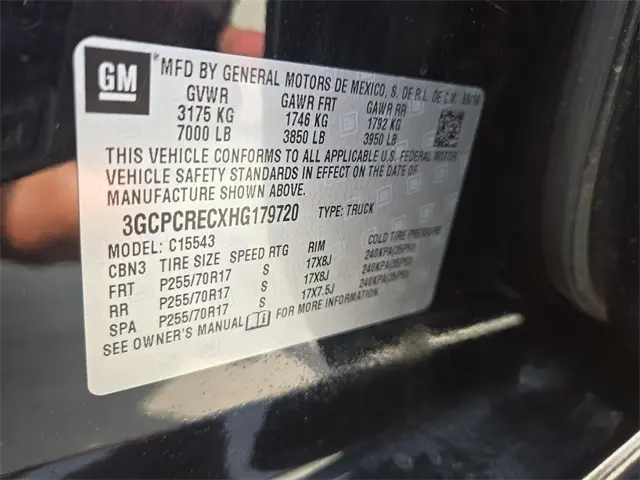 GM
*MFD BY GENERAL MOTORS DE MEXICO, S. DE R.L. DE C.V.
GVWR GAWR FRT GAWR RR
3175 KG 1746 KG 1792 KG
7000 LB 3850 LB 3950 LB
THIS VEHICLE CONFORMS TO ALL APPLICABLE U.S. FEDERAL MOTOR
VEHICLE SAFETY STANDARDS IN EFFECT ON THE DATE OF
MANUFACTURE SHOWN ABOVE.
3GCPCRECXHG179720 TYPE: TRUCK
MODEL: C15543
CBN3 TIRE SIZE SPEED RTG RIM COLD TIRE PRESSURE
FRT P255/70R17 S 17X8J 240KPA(35PSI)
RR P255/70R17 S 17X8J 240KPA(35PSI)
SPA P255/70R17 S 17X7.5J 240KPA(35PSI)
SEE OWNER'S MANUAL FOR MORE INFORMATION.